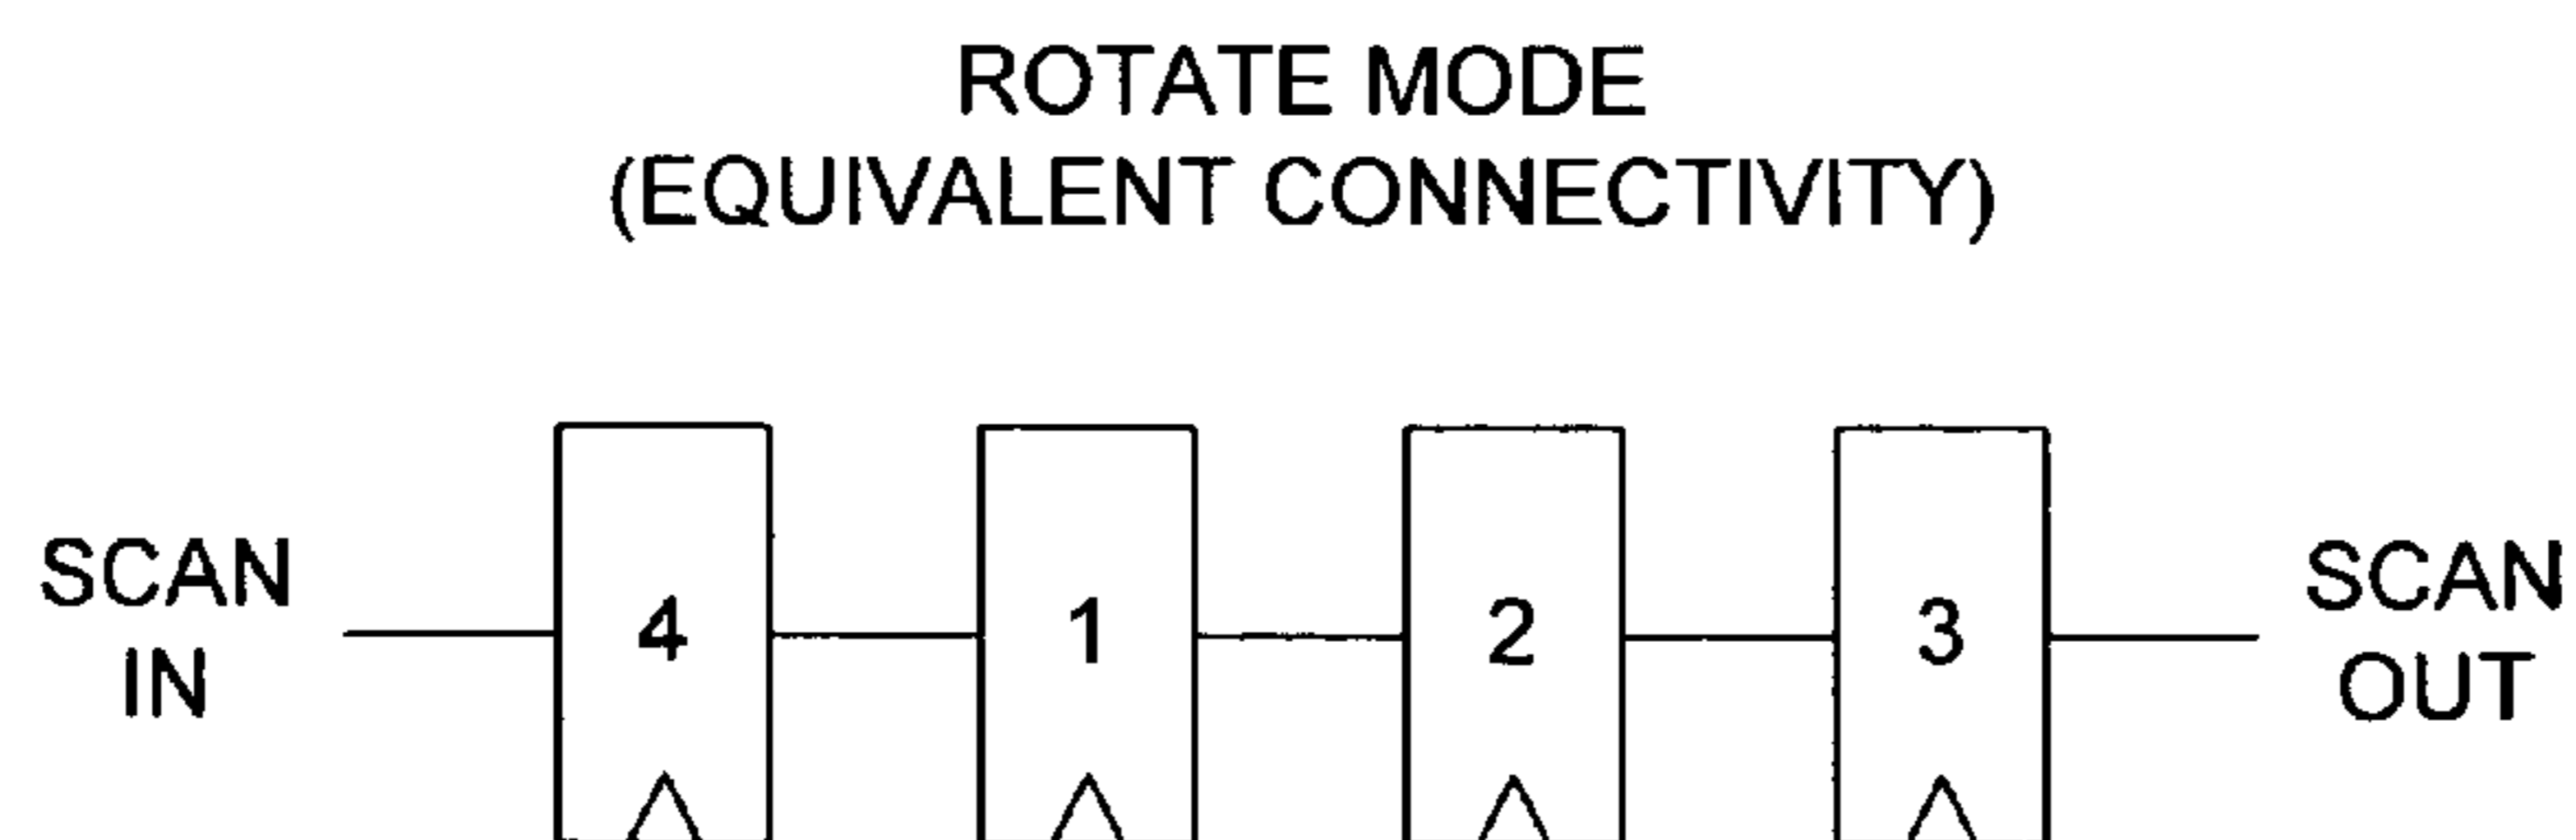 ROTATE MODE
(EQUIVALENT CONNECTIVITY)
SCAN
IN
4
1
2
3
SCAN
OUT